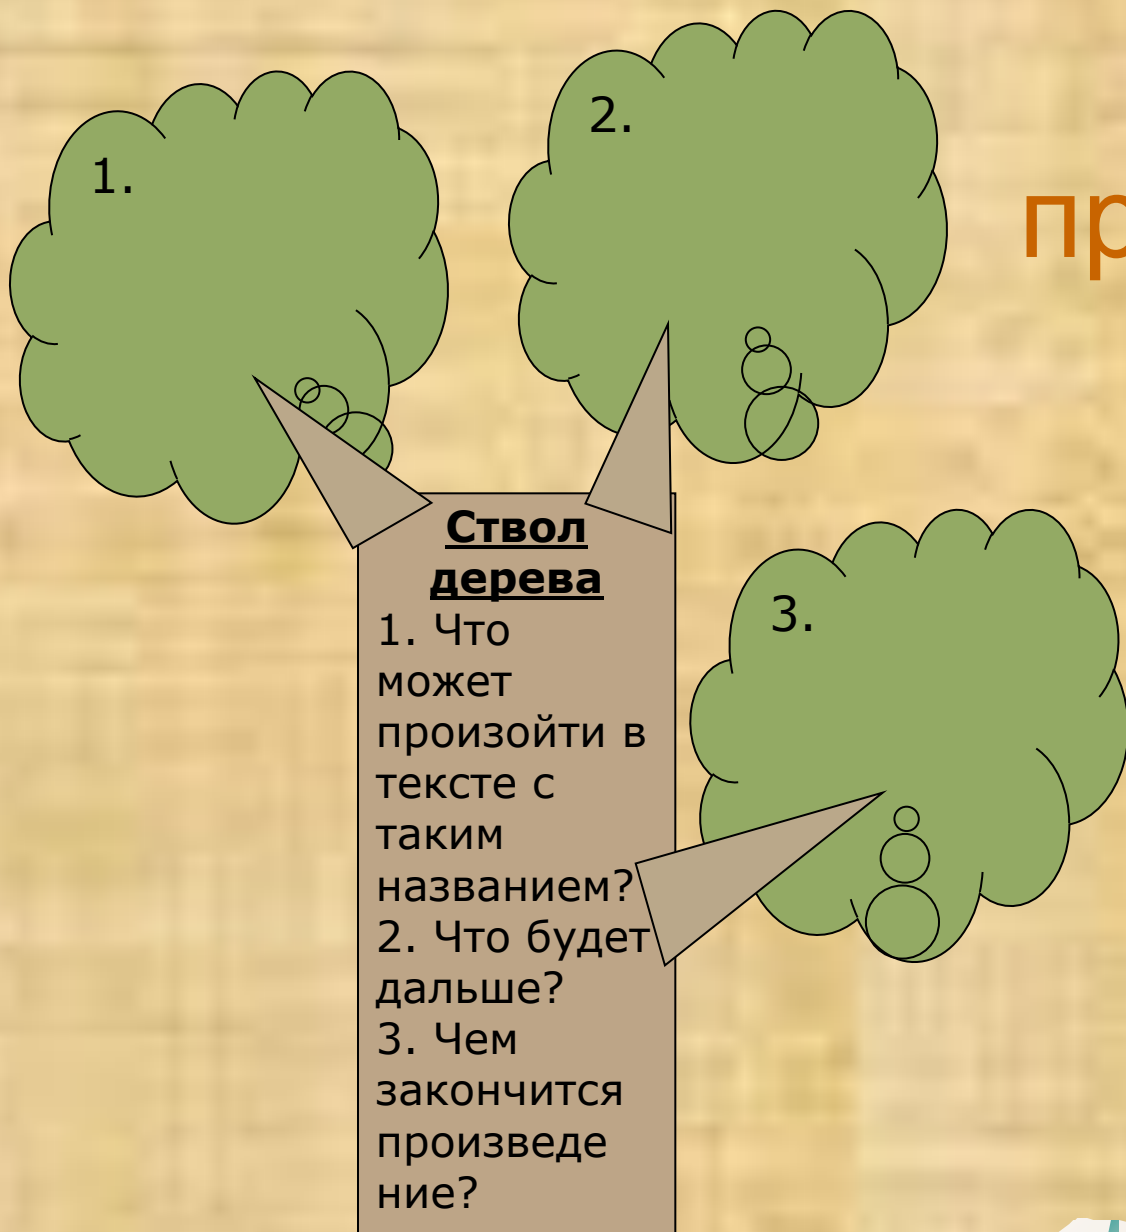 1.
2.
пр
3.
Ствол
дерева
1. Что
может
произойти в
тексте с
таким
названием?
2. Что будет
дальше?
3. Чем
закончится
произведе
ние?